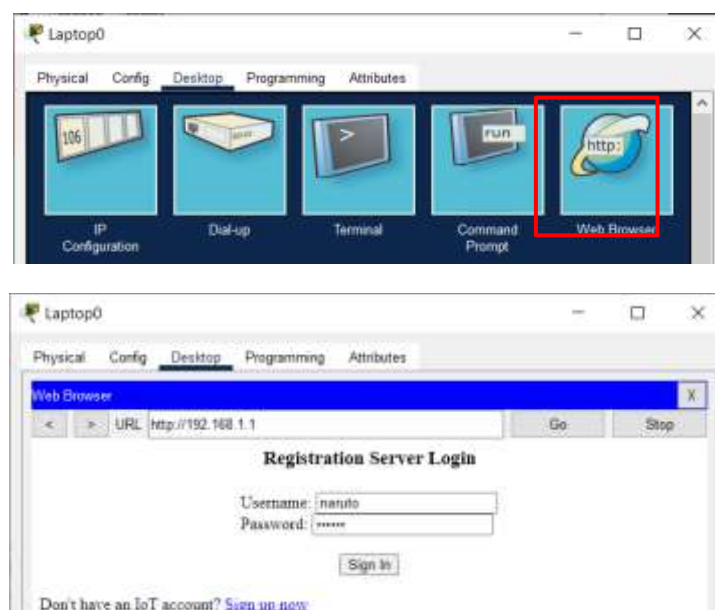 Laptop0
Physical Config Desktop Programming Attributes
106
>
run
http:
IP Configuration
Dial-up
Terminal
Command Prompt
Web Browser
Laptop0
Physical Config Desktop Programming Attributes
Web Browser X
< > URL http://192.168.1.1 Go Stop
Registration Server Login
Username: naruto
Password: ••••••
Sign In
Don't have an IoT account? Sign up now